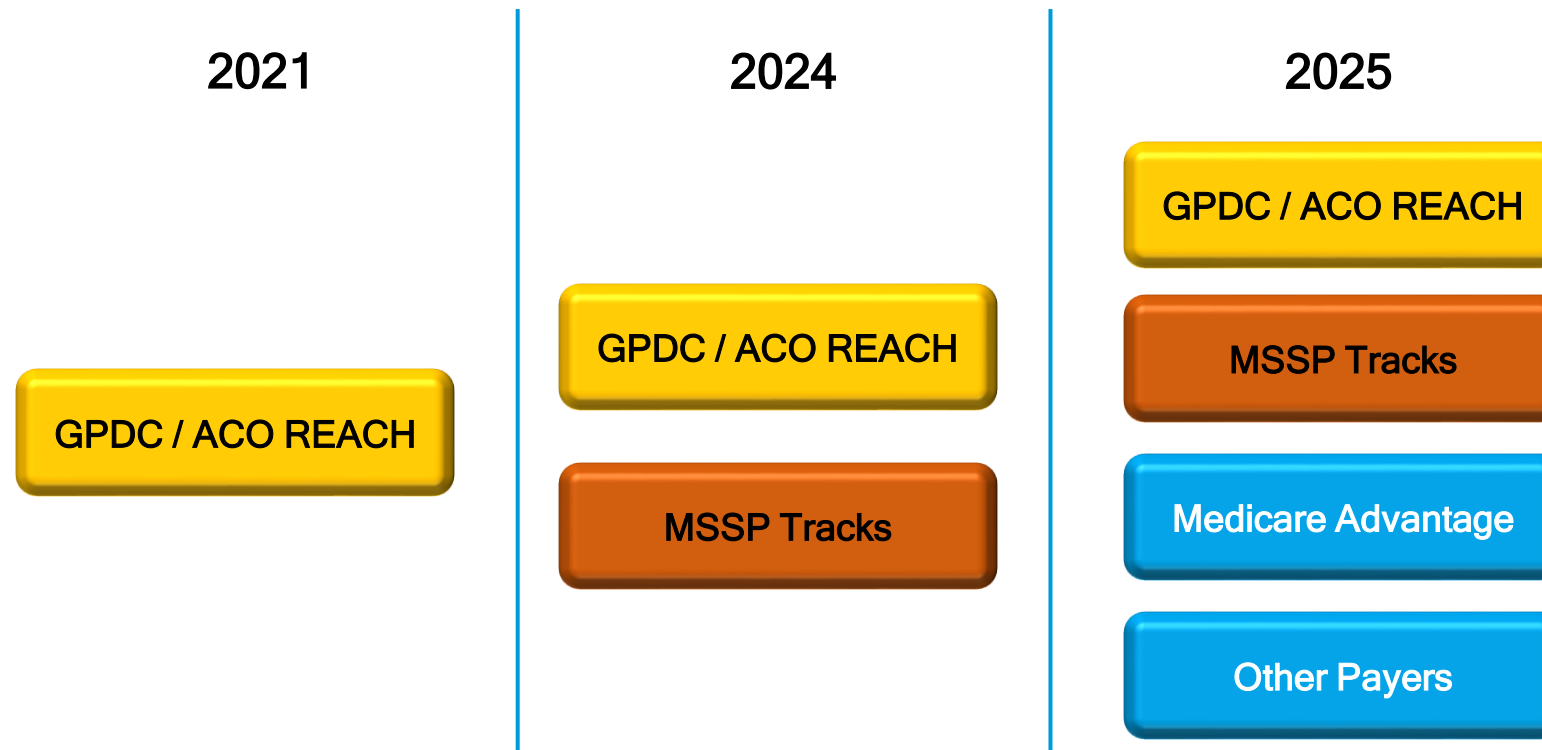 2021
GPDC / ACO REACH
2024
GPDC / ACO REACH
MSSP Tracks
2025
GPDC / ACO REACH
MSSP Tracks
Medicare Advantage
Other Payers